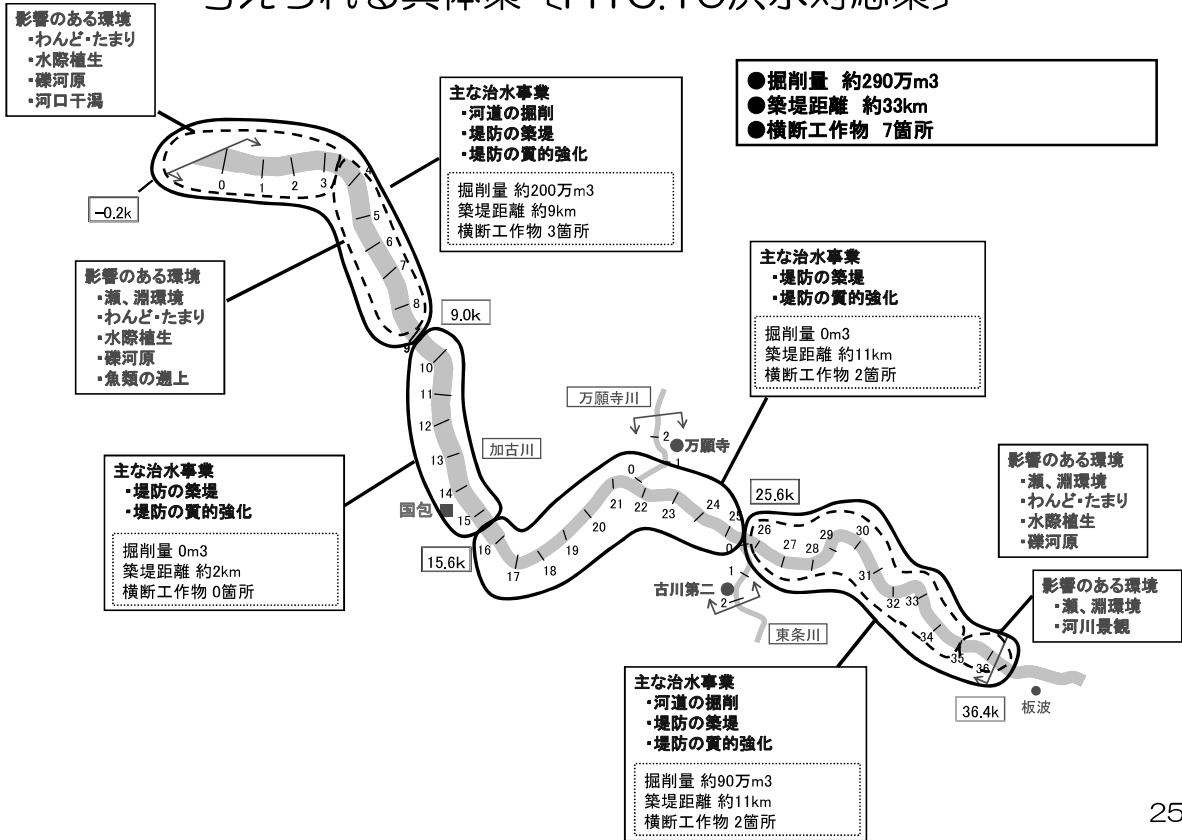 考えられる具体案〔H16.10洪水対応案〕
影響のある環境
・わんど・たまり
・水際植生
・礫河原
・河口干潟
主な治水事業
・河道の掘削
・堤防の築堤
・堤防の質的強化
掘削量 約200万m3
築堤距離 約9km
横断工作物 3箇所
●掘削量 約290万m3
●築堤距離 約33km
●横断工作物 7箇所
-0.2k
0
1
2
3
4
5
6
7
8
9
影響のある環境
・瀬、淵環境
・わんど・たまり
・水際植生
・礫河原
・魚類の遡上
9.0k
主な治水事業
・堤防の築堤
・堤防の質的強化
掘削量 0m3
築堤距離 約11km
横断工作物 2箇所
10
11
12
13
14
15
加古川
国包
主な治水事業
・堤防の築堤
・堤防の質的強化
掘削量 0m3
築堤距離 約2km
横断工作物 0箇所
15.6k
万願寺川
2
万願寺
1
0
16
17
18
19
20
21
22
23
24
25
25.6k
0
1
古川第二
2
東条川
26
27
28
29
30
31
32
33
34
35
36
影響のある環境
・瀬、淵環境
・わんど・たまり
・水際植生
・礫河原
影響のある環境
・瀬、淵環境
・河川景観
36.4k
板波
主な治水事業
・河道の掘削
・堤防の築堤
・堤防の質的強化
掘削量 約90万m3
築堤距離 約11km
横断工作物 2箇所
25